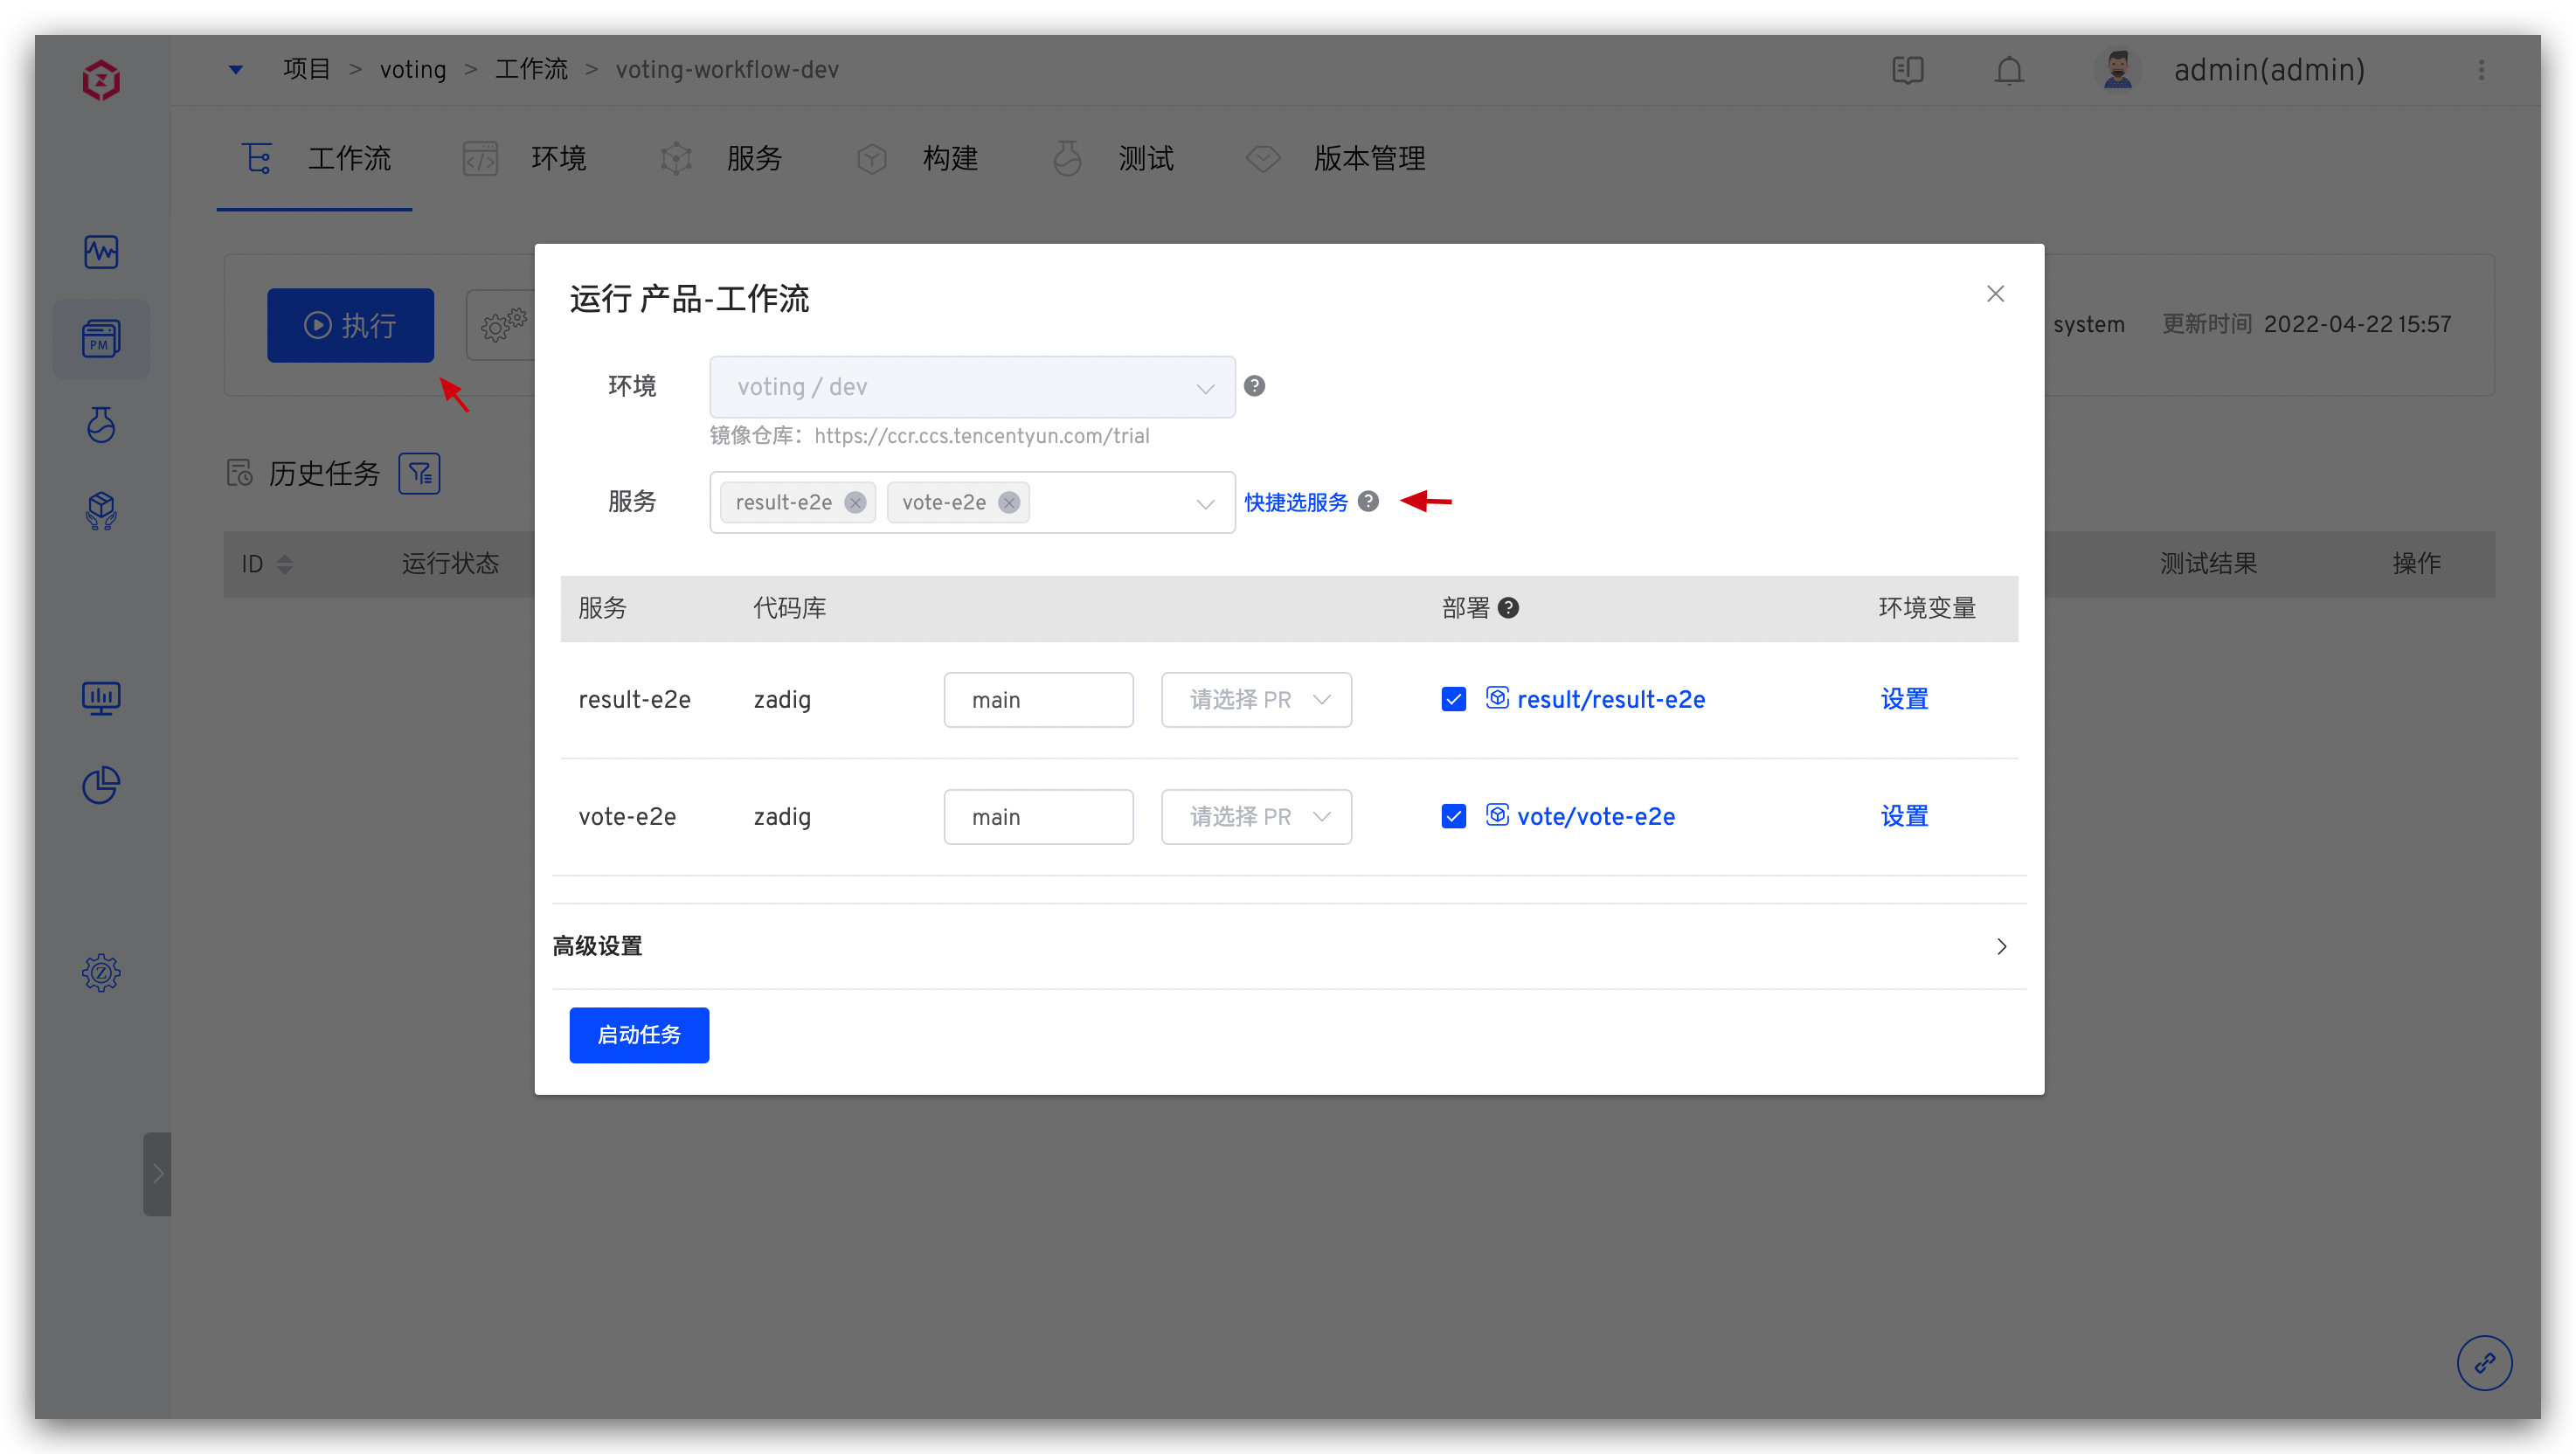 项目 > voting > 工作流 > voting-workflow-dev
admin(admin)
工作流 环境 服务 构建 测试 版本管理
PM
执行
system 更新时间 2022-04-22 15:57
历史任务
ID 运行状态 测试结果 操作
运行 产品-工作流
环境 voting / dev
镜像仓库：https://ccr.ccs.tencentyun.com/trial
服务 result-e2e vote-e2e 快捷选服务
服务 代码库 部署 环境变量
result-e2e zadig main 请选择 PR result/result-e2e 设置
vote-e2e zadig main 请选择 PR vote/vote-e2e 设置
高级设置
启动任务